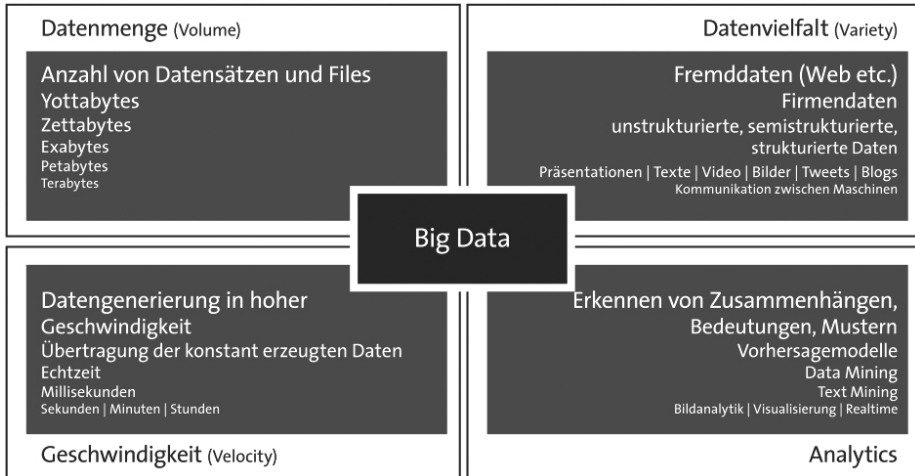 Datenmenge (Volume)
Anzahl von Datensätzen und Files
Yottabytes
Zettabytes
Exabytes
Petabytes
Terabytes
Datenvielfalt (Variety)
Fremddaten (Web etc.)
Firmendaten
unstrukturierte, semistrukturierte,
strukturierte Daten
Präsentationen | Texte | Video | Bilder | Tweets | Blogs
Kommunikation zwischen Maschinen
Big Data
Datengenerierung in hoher
Geschwindigkeit
Übertragung der konstant erzeugten Daten
Echtzeit
Millisekunden
Sekunden | Minuten | Stunden
Geschwindigkeit (Velocity)
Erkennen von Zusammenhängen,
Bedeutungen, Mustern
Vorhersagemodelle
Data Mining
Text Mining
Bildanalytik | Visualisierung | Realtime
Analytics